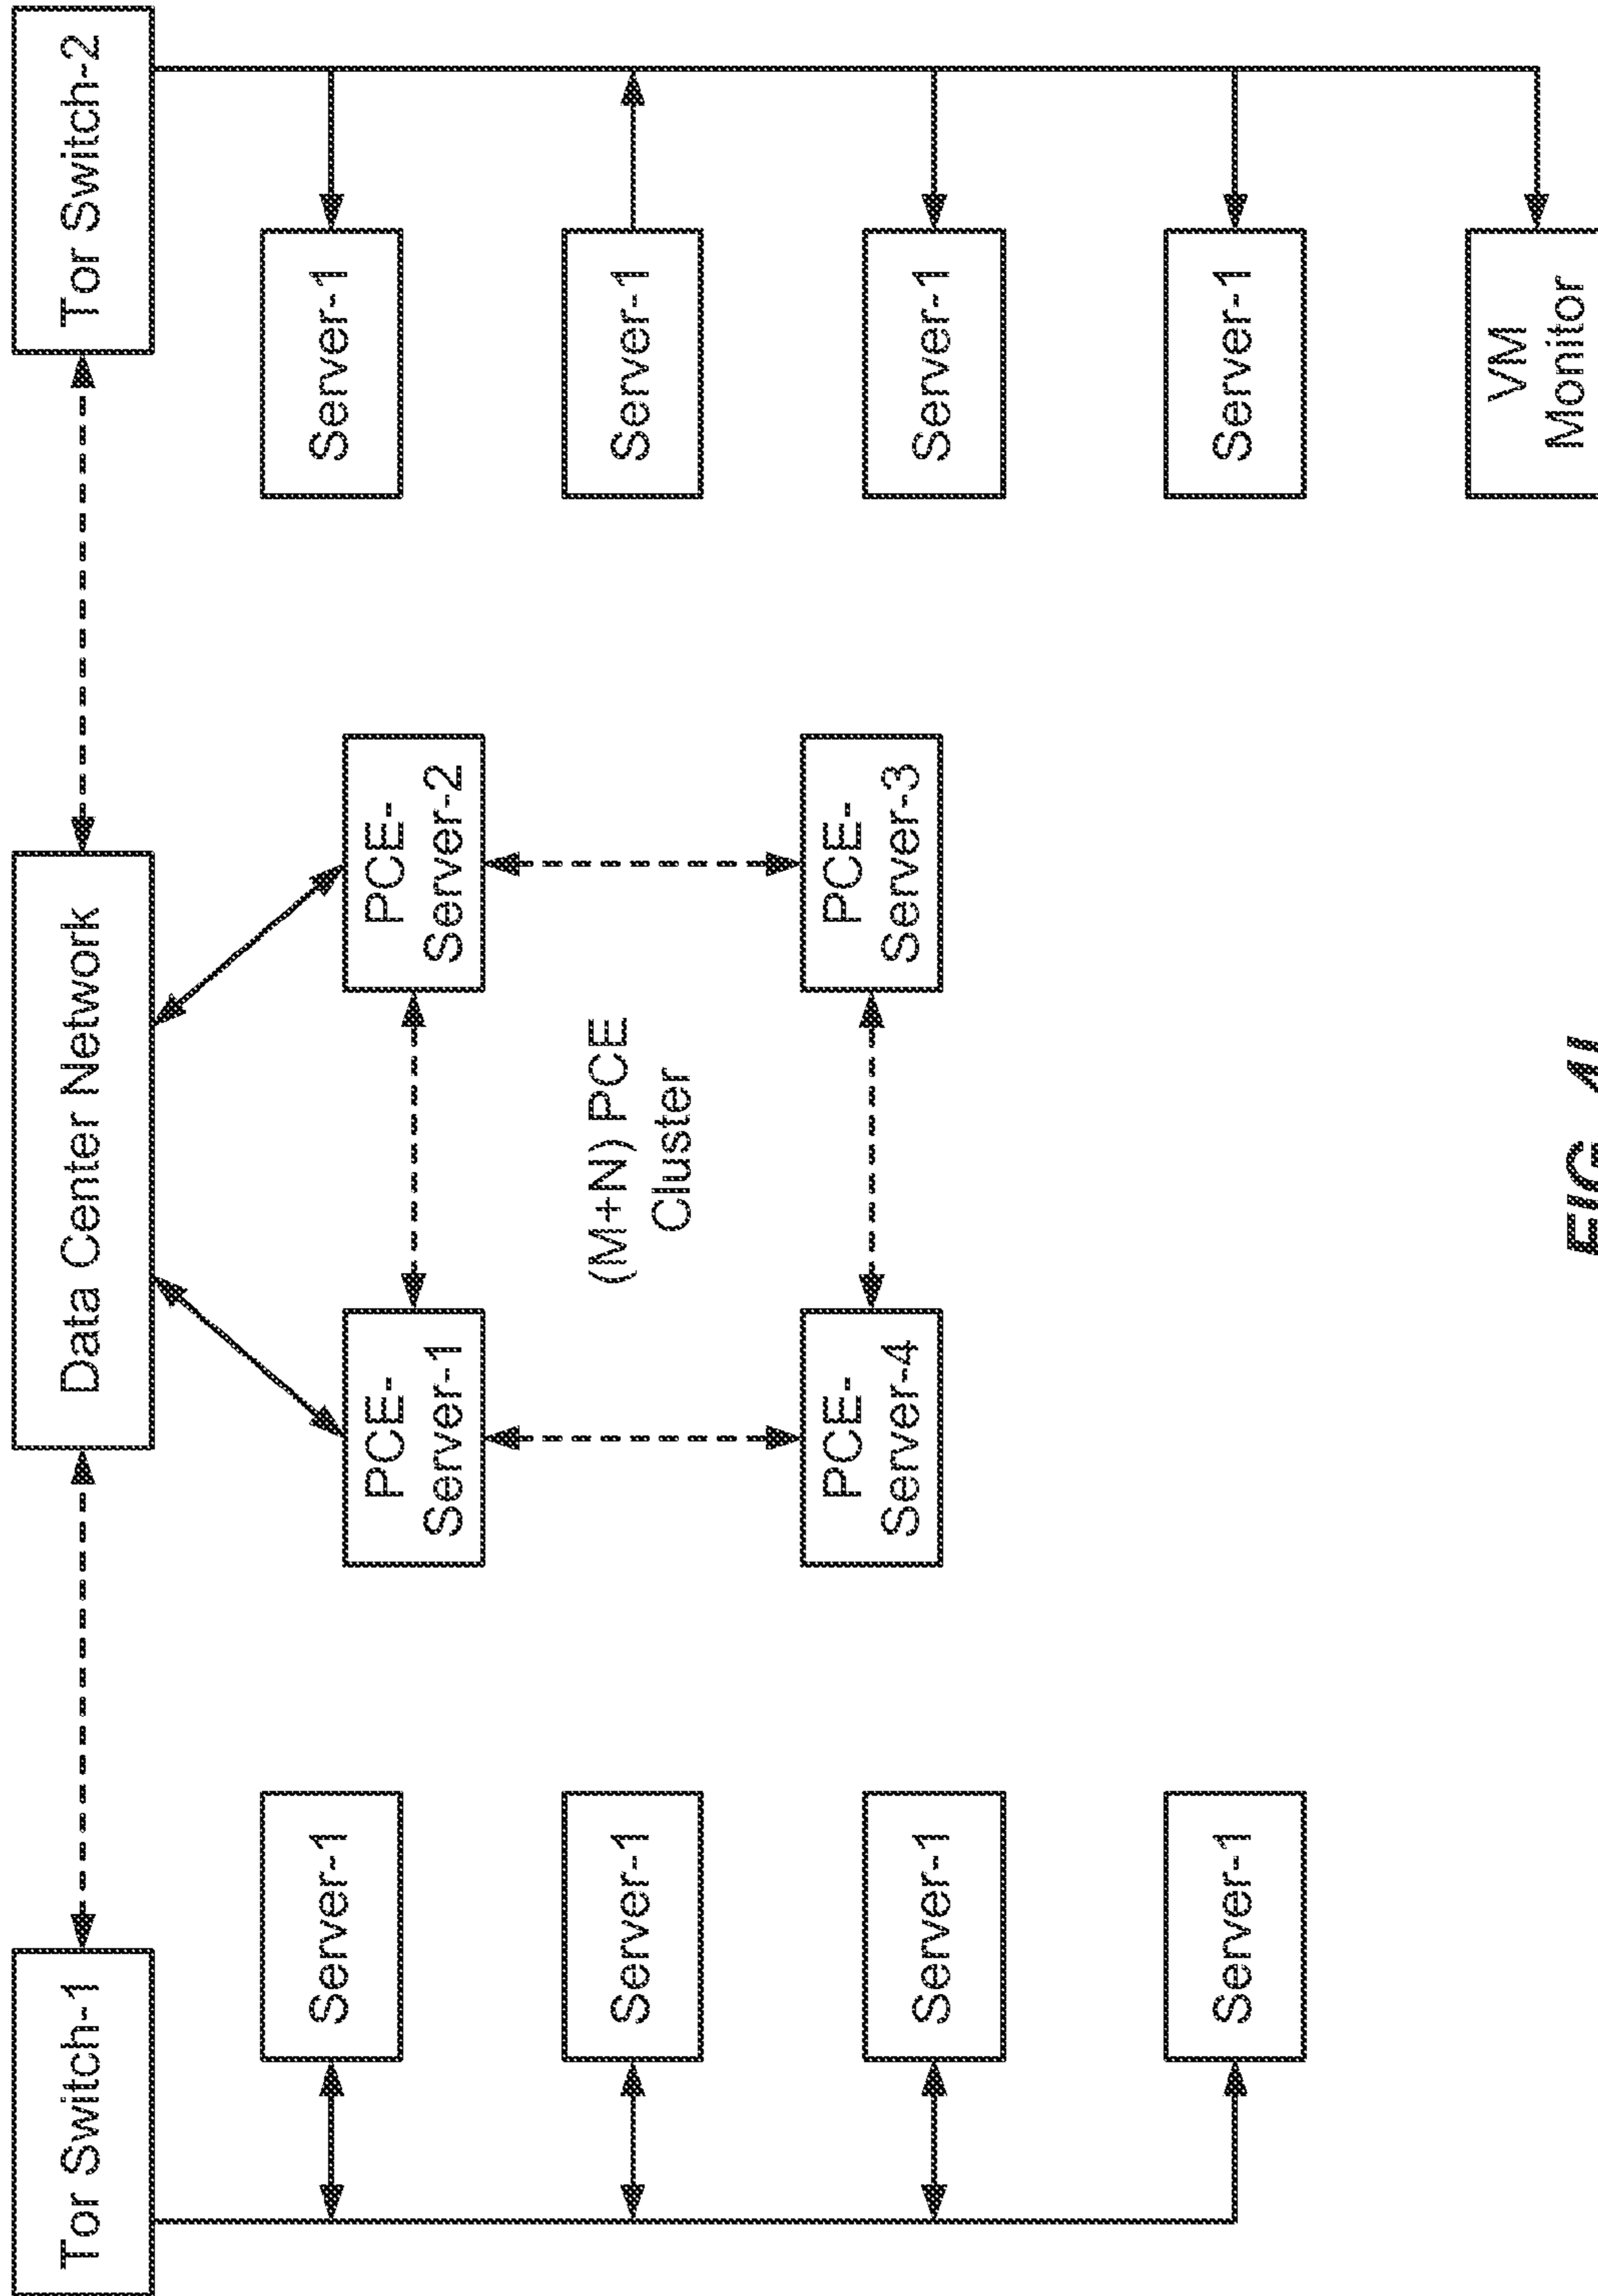 Tor Switch-1
Data Center Network
Tor Switch-2
Server-1
PCE-
Server-1
PCE-
Server-2
Server-1
Server-1
(M+N) PCE
Cluster
Server-1
Server-1
PCE-
Server-4
PCE-
Server-3
Server-1
Server-1
Server-1
VM
Monitor
FIG